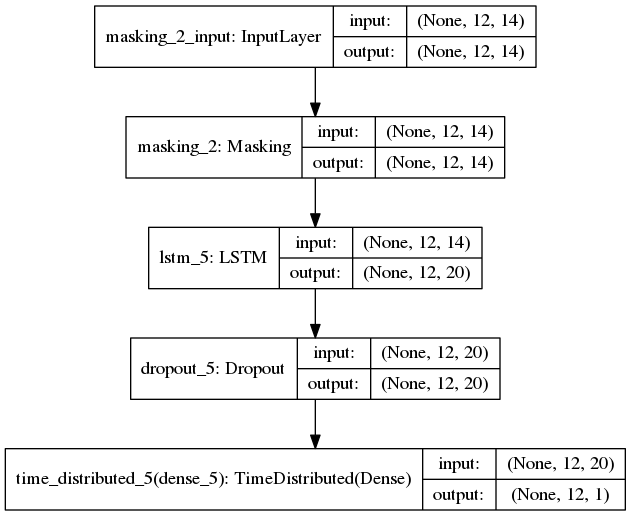 masking_2_input: InputLayer
input: (None, 12, 14)
output: (None, 12, 14)
masking_2: Masking
input: (None, 12, 14)
output: (None, 12, 14)
lstm_5: LSTM
input: (None, 12, 14)
output: (None, 12, 20)
dropout_5: Dropout
input: (None, 12, 20)
output: (None, 12, 20)
time_distributed_5(dense_5): TimeDistributed(Dense)
input: (None, 12, 20)
output: (None, 12, 1)